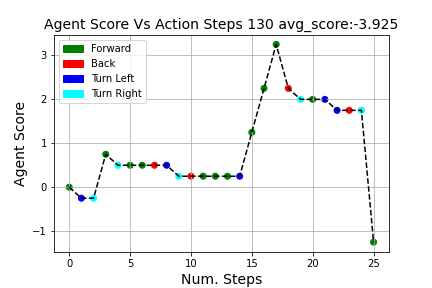 Agent Score Vs Action Steps 130 avg_score:-3.925
Forward
Back
Turn Left
Turn Right
Agent Score
3
2
1
0
−1
0 5 10 15 20 25
Num. Steps